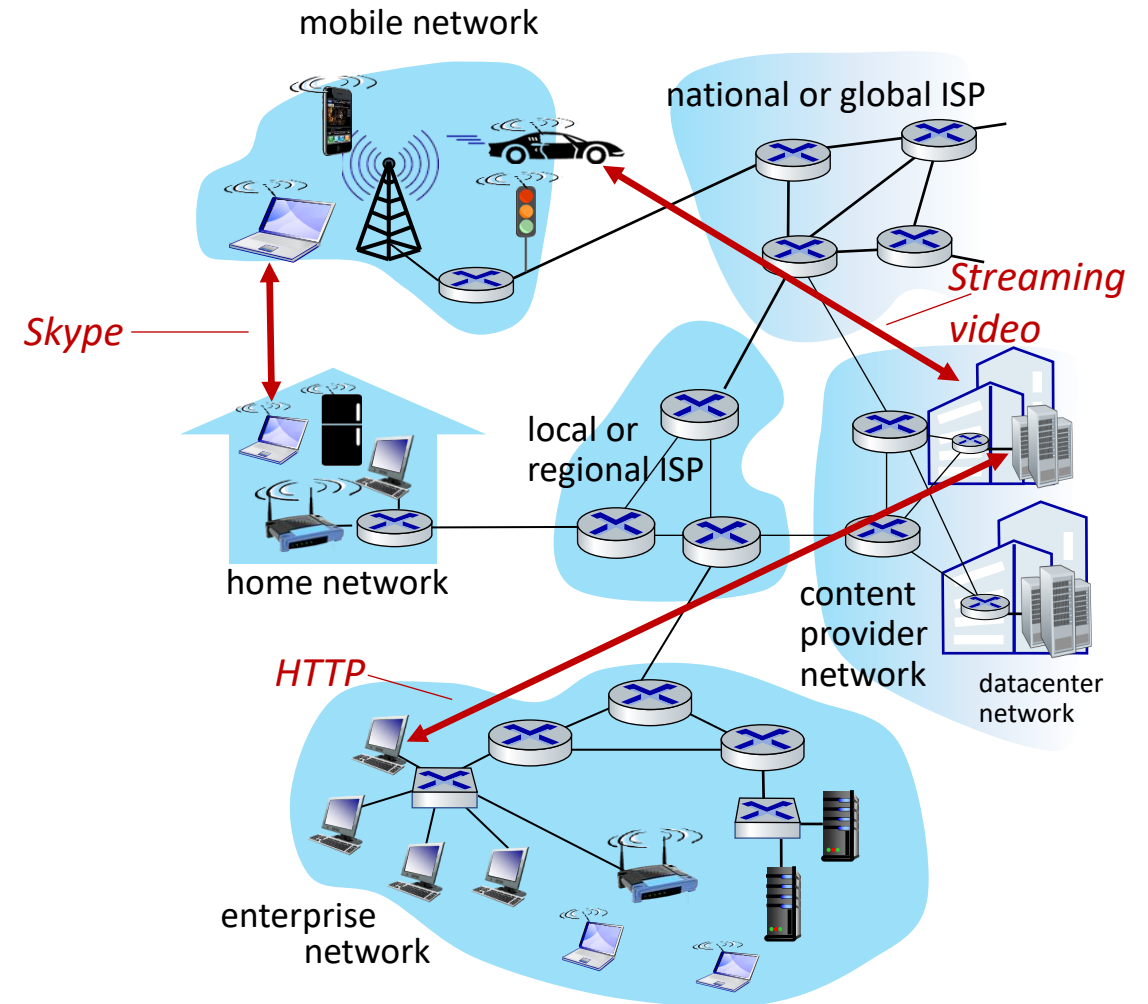 mobile network
national or global ISP
Streaming
video
Skype
local or
regional ISP
home network
content
provider
network
datacenter
network
HTTP
enterprise
network